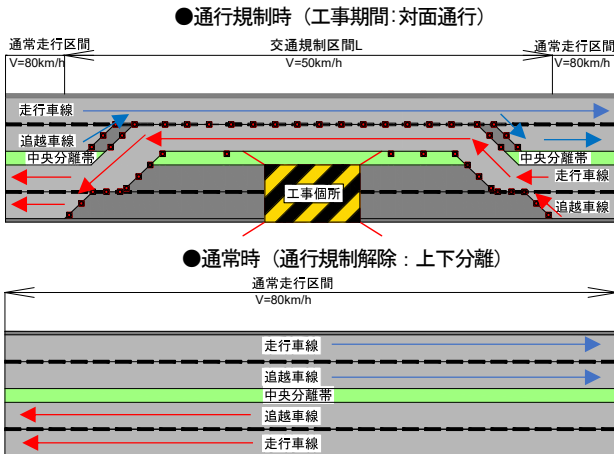 ●通行規制時（工事期間：対面通行）
通常走行区間
交通規制区間L
通常走行区間
V=80km/h
V=50km/h
V=80km/h
走行車線
追越車線
中央分離帯
中央分離帯
走行車線
工事個所
追越車線
●通常時（通行規制解除：上下分離）
通常走行区間
V=80km/h
走行車線
追越車線
中央分離帯
追越車線
走行車線